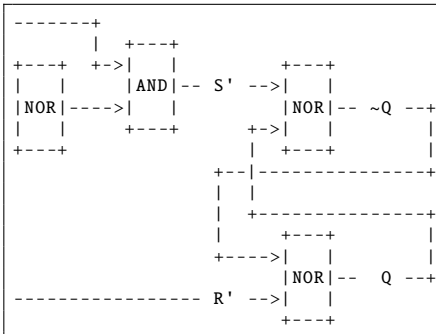 -------+
|   +---+
+---+  +->|   |        +---+
|   |     |AND|-- S' -->|   |
|NOR|---->|   |         |NOR|-- ~Q --+
|   |     +---+      +->|   |        |
+---+                |  +---+        |
+--|---------------+
|  |
|  +---------------+
|     +---+        |
+---->|   |        |
|NOR|--  Q --+
----------------- R' -->|   |
+---+